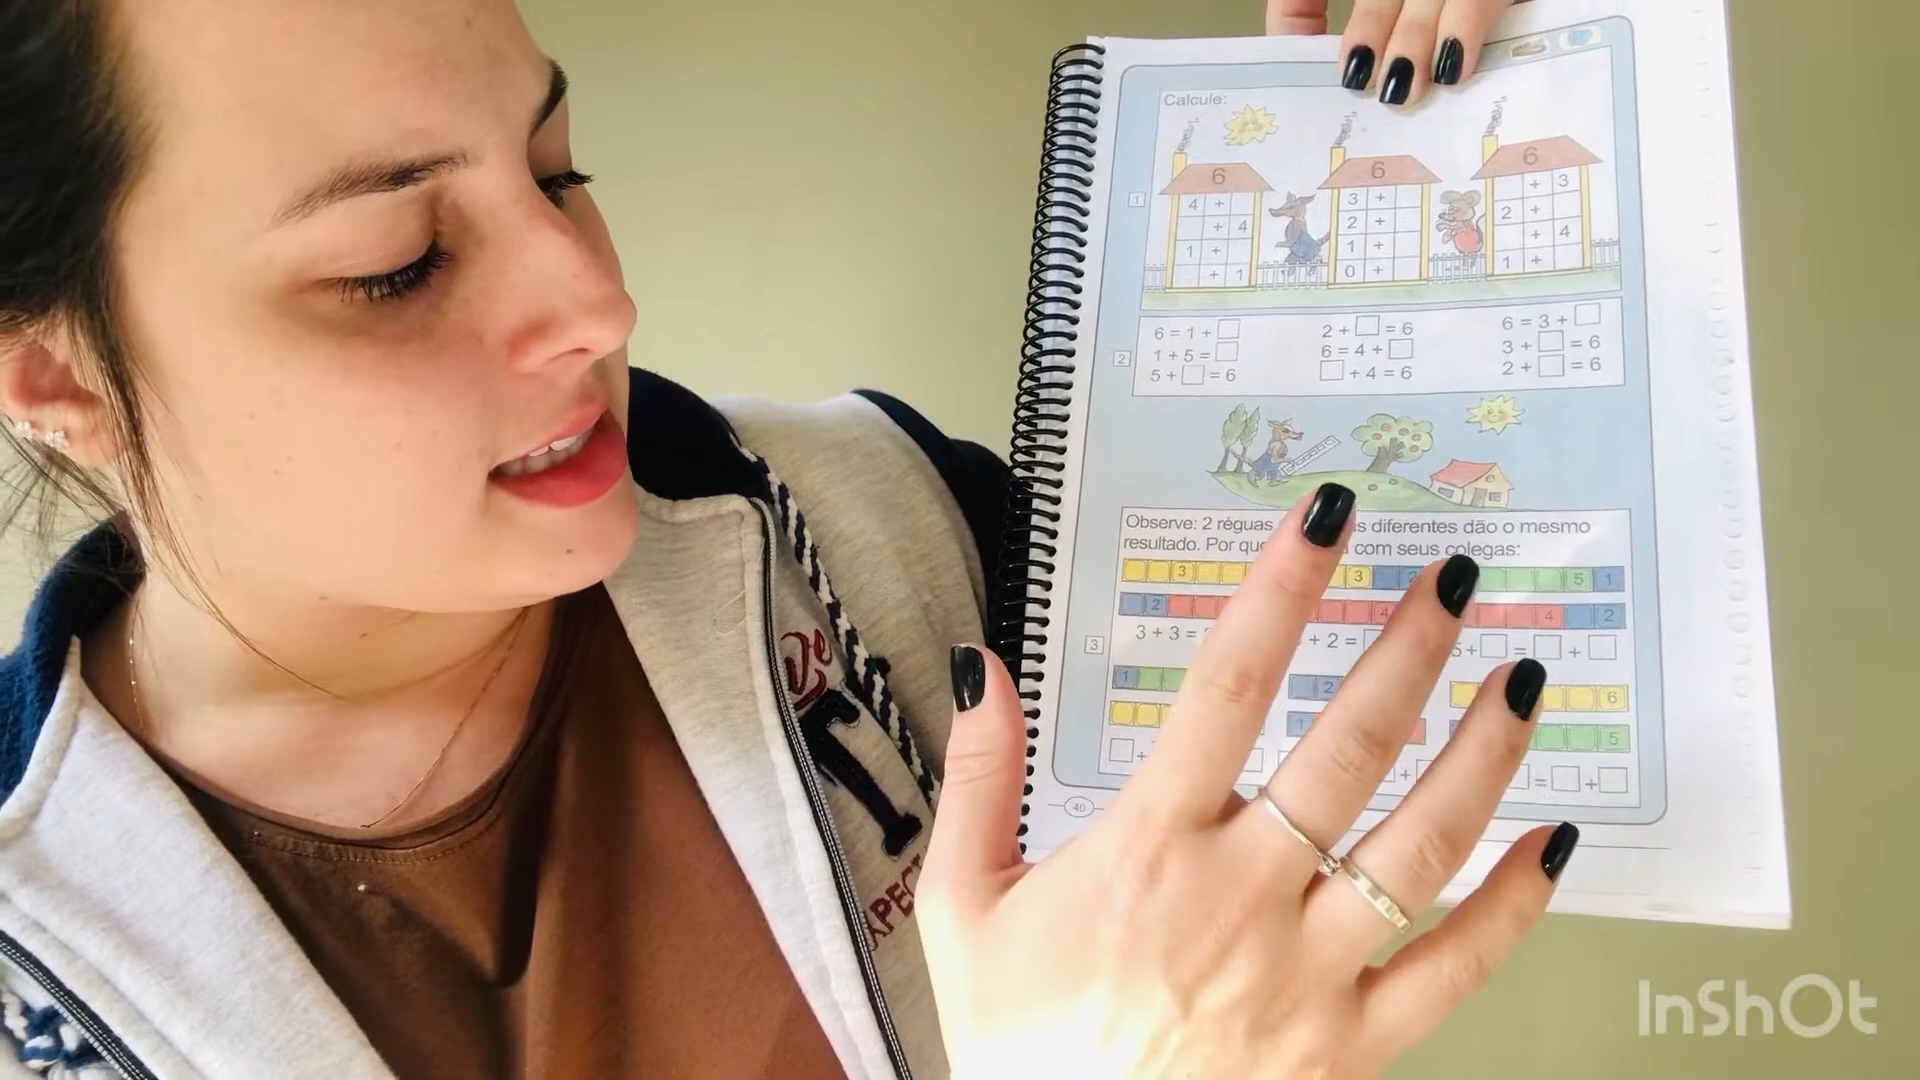 Calcule:
6 6 6
1
4 + 3 + + 3
+ 4 2 + 2 +
1 + 1 + + 4
+ 1 0 + 1 +
2
6 = 1 + 2 + = 6 6 = 3 +
1 + 5 = 6 = 4 + 3 + = 6
5 + = 6 + 4 = 6 2 + = 6
Observe: 2 réguas diferentes dão o mesmo
resultado. com seus colegas:
3 3 2 5 1
2 4 4 2
3
3 + 3 = + 2 = + = +
1 2 6
1 5
+ + = +
40
APECI
InShOt